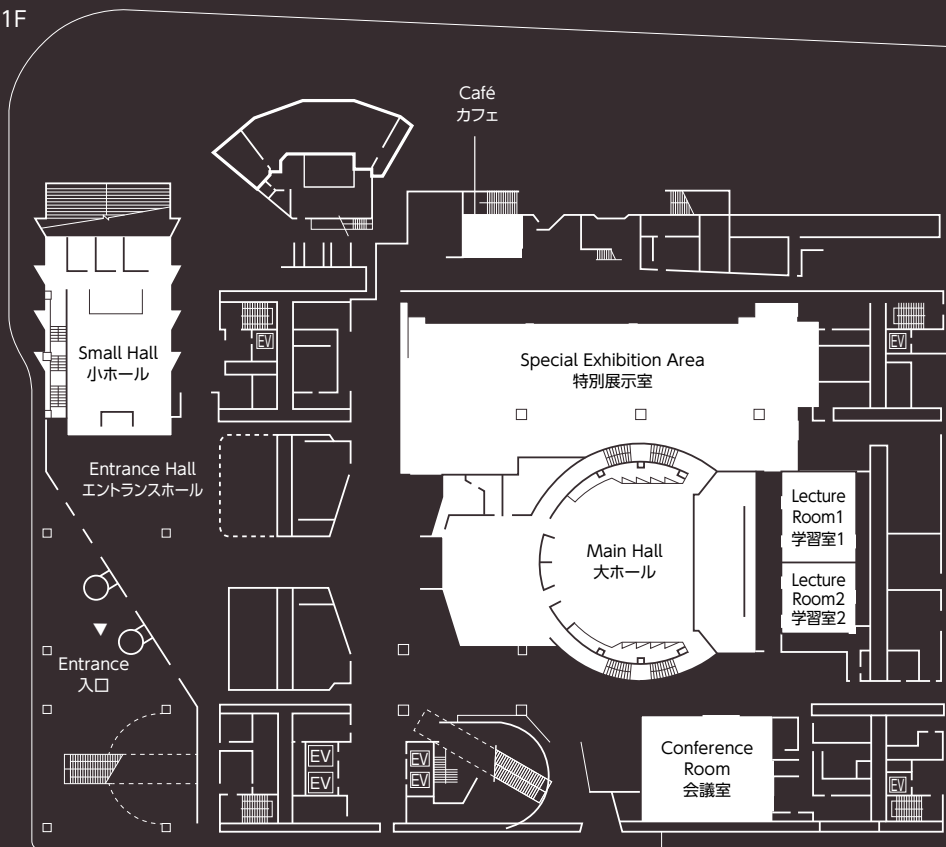 1F
Café
カフェ
Small Hall
小ホール
EV
Special Exhibition Area
特別展示室
EV
Entrance Hall
エントランスホール
Lecture
Room1
学習室1
Main Hall
大ホール
Lecture
Room2
学習室2
Entrance
入口
EV
EV
EV
EV
Conference
Room
会議室
EV